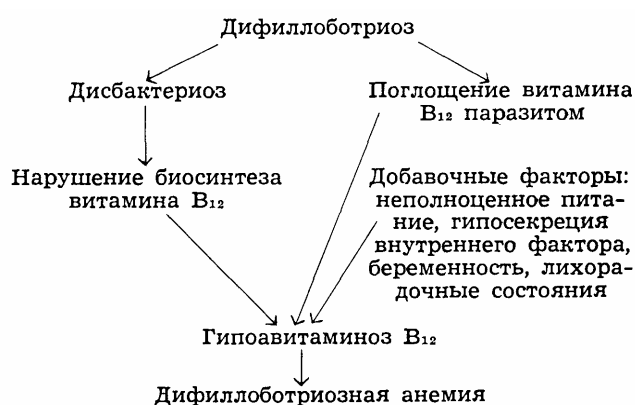 Дифиллоботриоз
Дисбактериоз
Поглощение витамина
B₁₂ паразитом
Нарушение биосинтеза
витамина B₁₂
Добавочные факторы:
неполноценное пита-
ние, гипосекреция
внутреннего фактора,
беременность, лихора-
дочные состояния
Гипоавитаминоз B₁₂
Дифиллоботриозная анемия